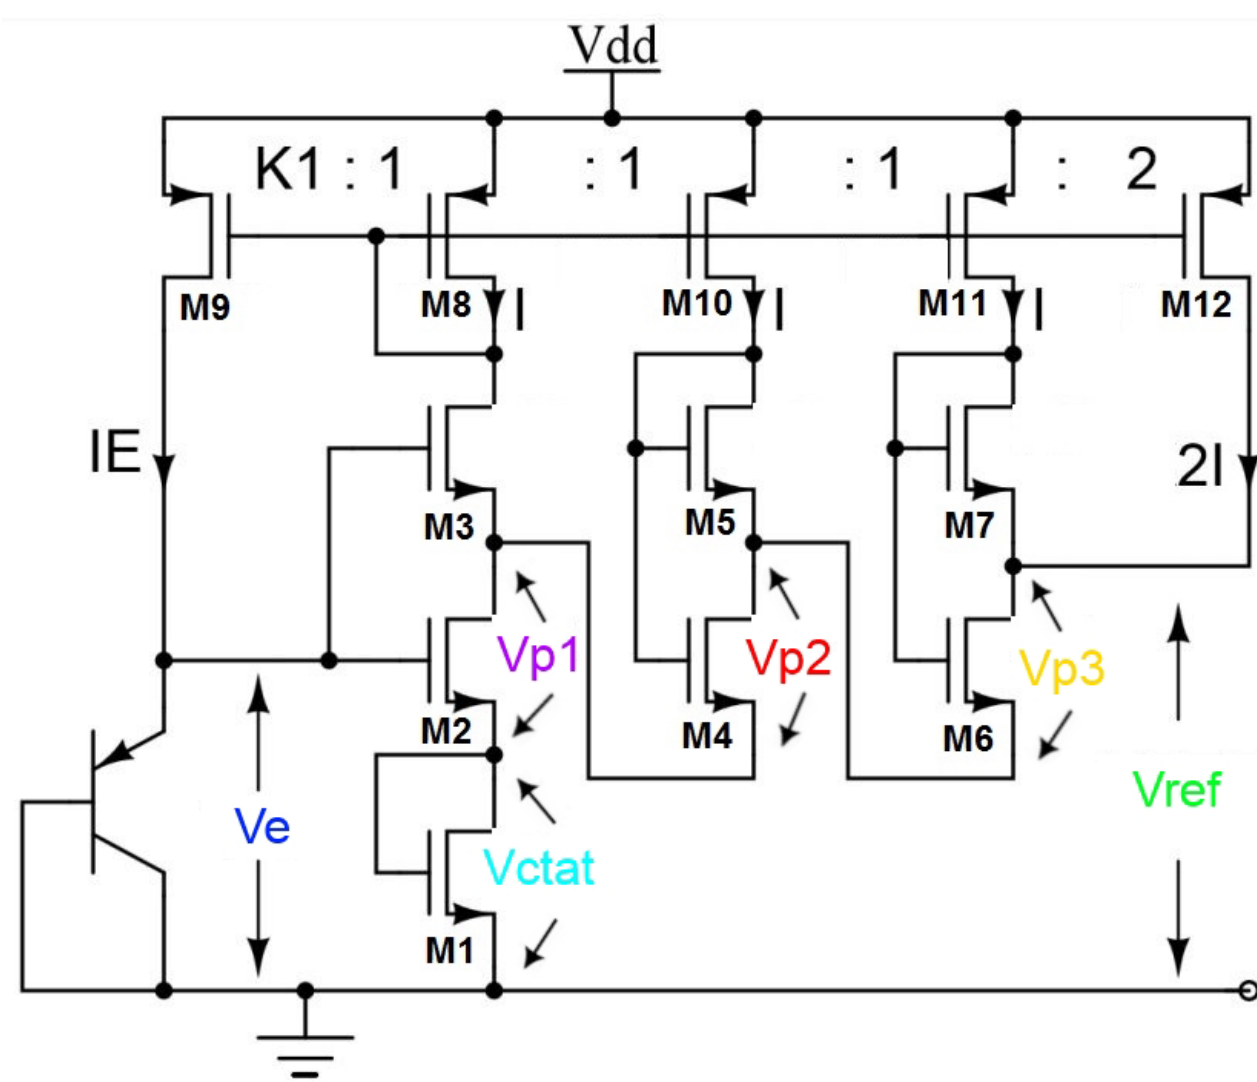 Vdd
K1 : 1 : 1 : 1 : 2
M9 M8 I M10 I M11 I M12
IE 2I
M3 M5 M7
Vp1 Vp2 Vp3
M2 M4 M6
Ve Vctat Vref
M1